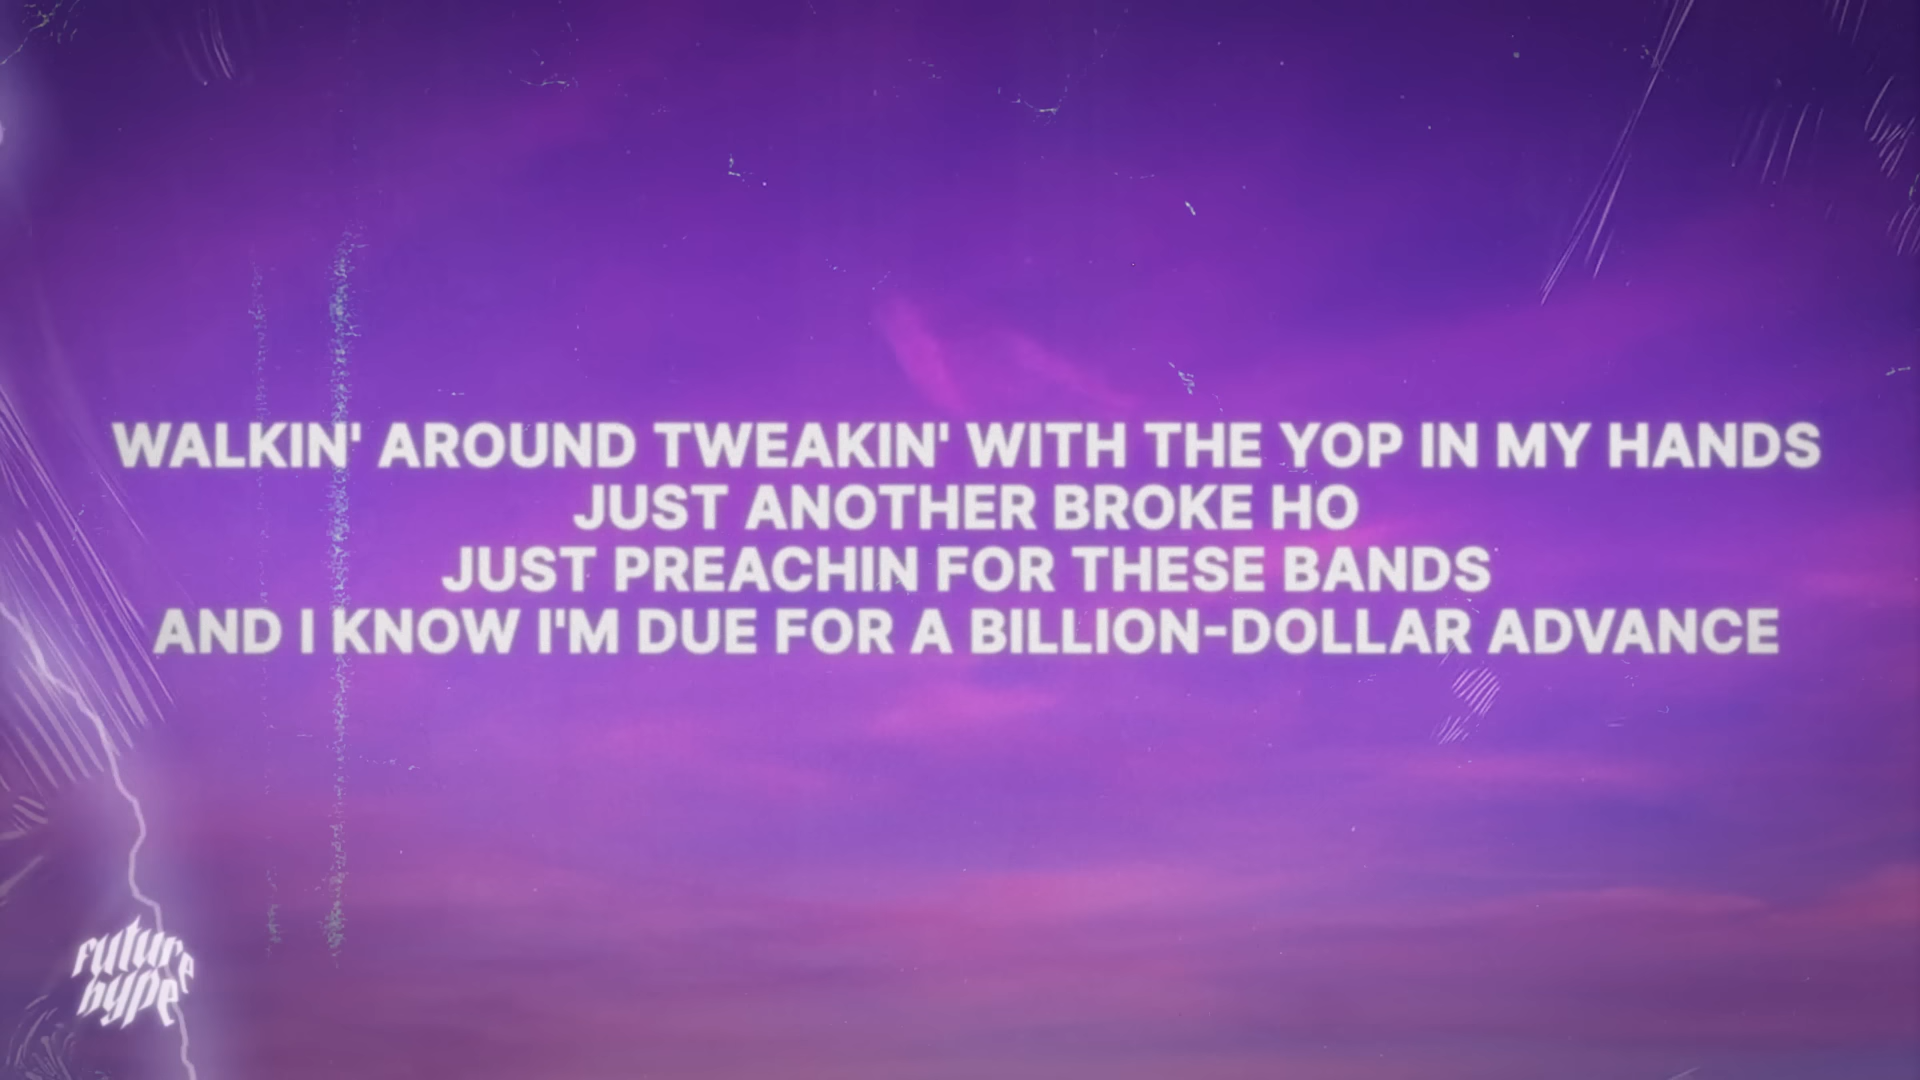 WALKIN' AROUND TWEAKIN' WITH THE YOP IN MY HANDS
JUST ANOTHER BROKE HO
JUST PREACHIN FOR THESE BANDS
AND I KNOW I'M DUE FOR A BILLION-DOLLAR ADVANCE
future
hype